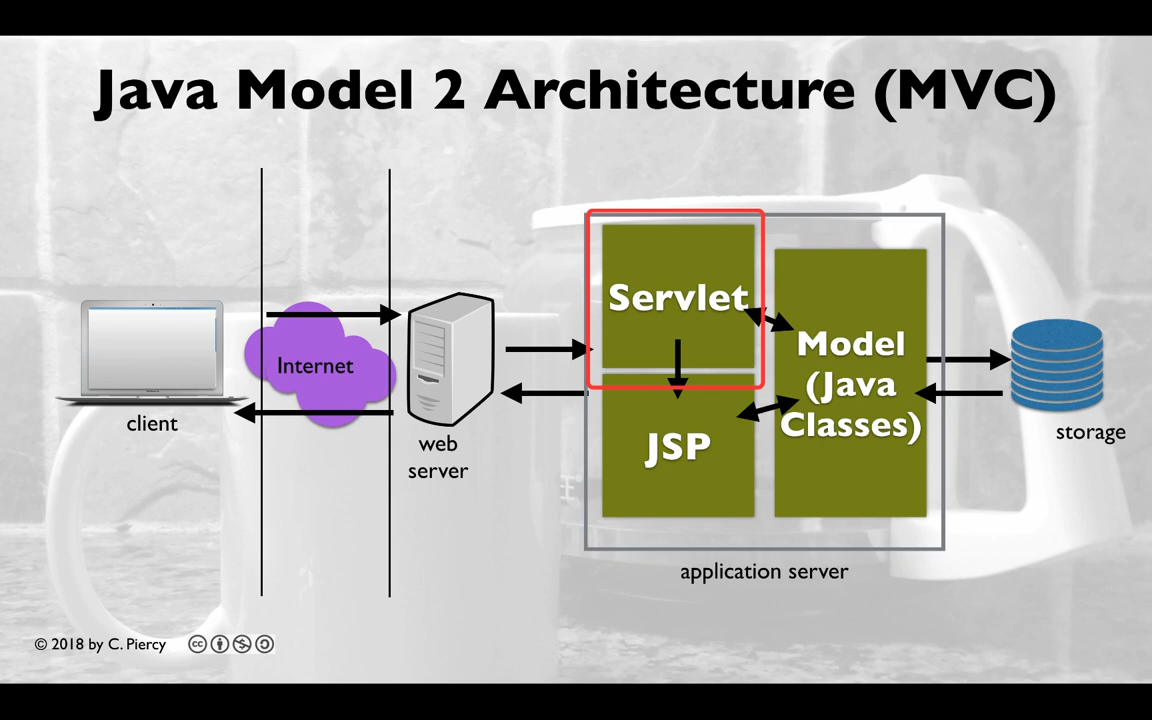 Java Model 2 Architecture (MVC)
Internet
client
web
server
Servlet
JSP
Model
(Java
Classes)
storage
application server
© 2018 by C. Piercy
cc